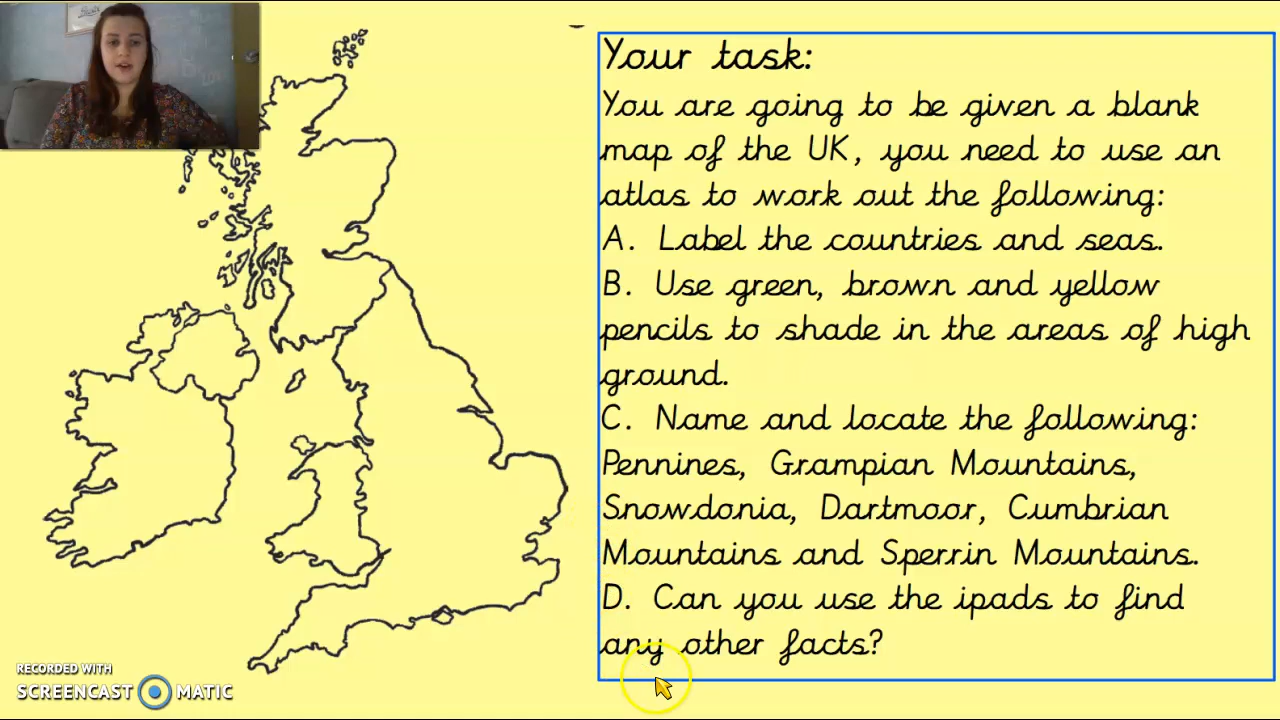 Your task:
You are going to be given a blank
map of the UK, you need to use an
atlas to work out the following:
A. Label the countries and seas.
B. Use green, brown and yellow
pencils to shade in the areas of high
ground.
C. Name and locate the following:
Pennines, Grampian Mountains,
Snowdonia, Dartmoor, Cumbrian
Mountains and Sperrin Mountains.
D. Can you use the ipads to find
any other facts?
RECORDED WITH
SCREENCAST MATIC